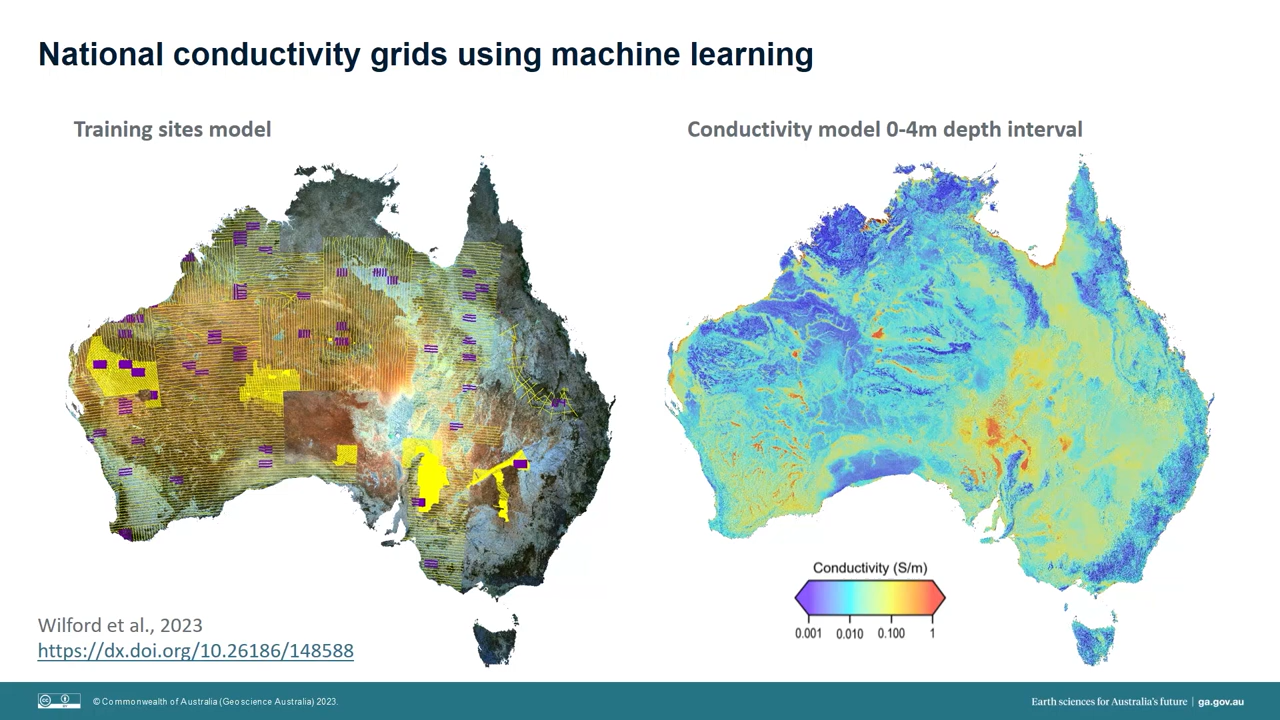 National conductivity grids using machine learning
Training sites model
Conductivity model 0-4m depth interval
Conductivity (S/m)
0.001 0.010 0.100 1
Wilford et al., 2023
https://dx.doi.org/10.26186/148588
© Commonwealth of Australia (Geoscience Australia) 2023.
Earth sciences for Australia's future | ga.gov.au